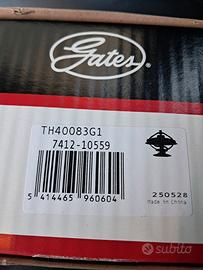 Gates
TH40083G1
7412-10559
5 414465 960604
250528
Made in China
subito